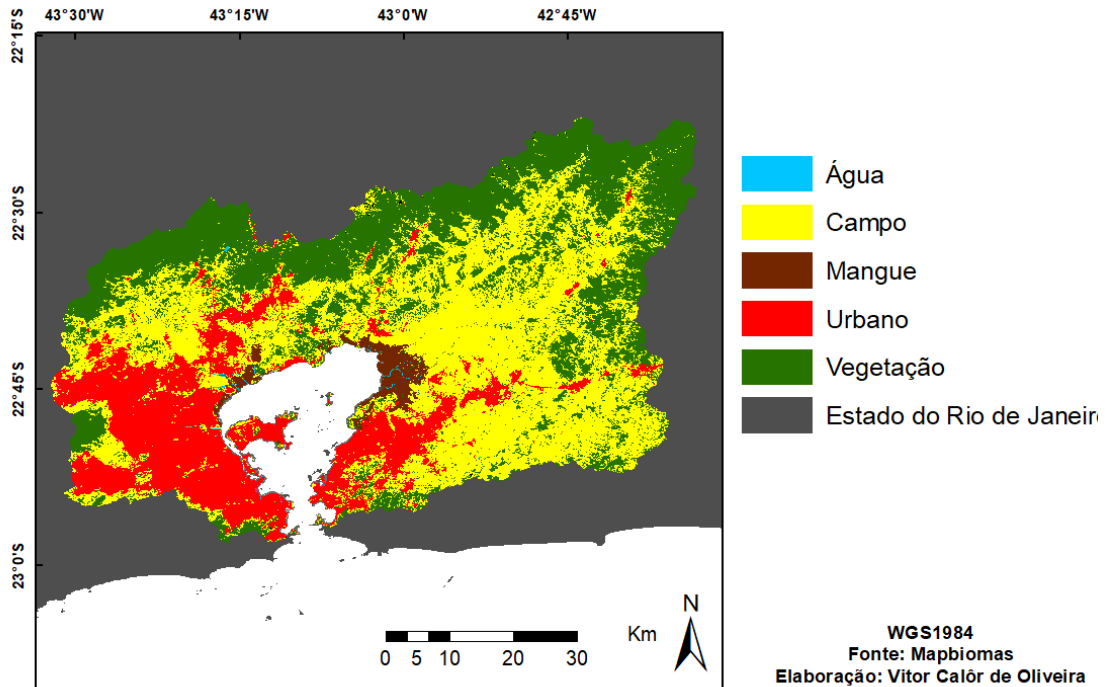 43°30'W 43°15'W 43°0'W 42°45'W
22°15'S
22°30'S
22°45'S
23°0'S
Água
Campo
Mangue
Urbano
Vegetação
Estado do Rio de Janeir
N
Km
0 5 10 20 30
WGS1984
Fonte: Mapbiomas
Elaboração: Vitor Calôr de Oliveira